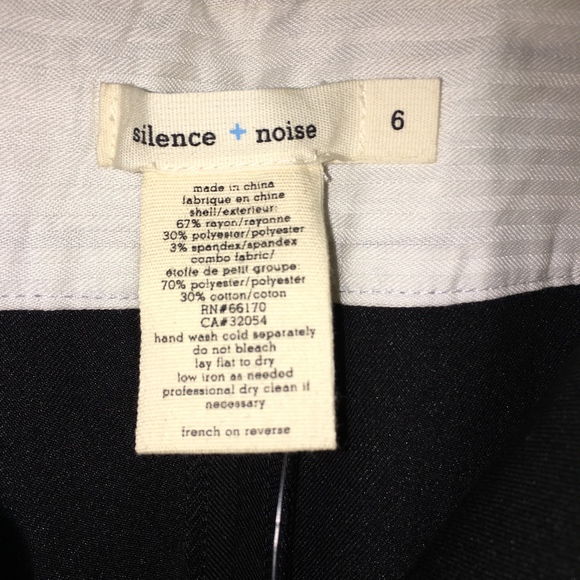 silence + noise
6
made in china
fabrique en chine
shell/exterieur:
67% rayon/rayonne
30% polyester/polyester
3% spandex/spandex
combo fabric/
étoffe de petit groupe:
70% polyester/polyester
30% cotton/coton
RN#66170
CA#32054
hand wash cold separately
do not bleach
lay flat to dry
low iron as needed
professional dry clean if
necessary
french on reverse